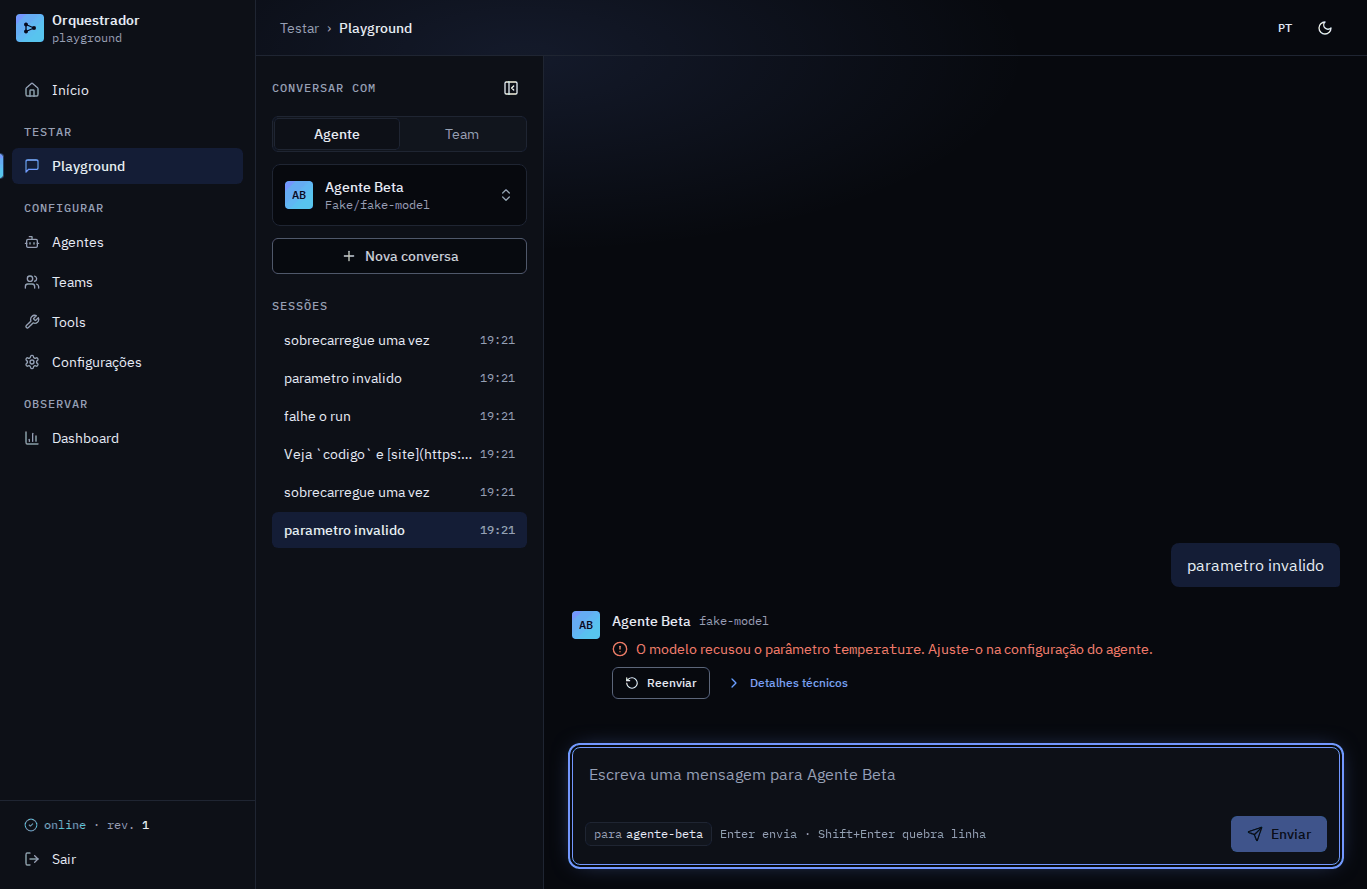 Orquestrador
playground
Início
TESTAR
Playground
CONFIGURAR
Agentes
Teams
Tools
Configurações
OBSERVAR
Dashboard
online · rev. 1
Sair
Testar › Playground
PT
CONVERSAR COM
Agente Team
AB Agente Beta
Fake/fake-model
+ Nova conversa
SESSÕES
sobrecarregue uma vez 19:21
parametro invalido 19:21
falhe o run 19:21
Veja `codigo` e [site](https:... 19:21
sobrecarregue uma vez 19:21
parametro invalido 19:21
parametro invalido
AB Agente Beta fake-model
O modelo recusou o parâmetro temperature. Ajuste-o na configuração do agente.
Reenviar Detalhes técnicos
Escreva uma mensagem para Agente Beta
para agente-beta Enter envia · Shift+Enter quebra linha Enviar